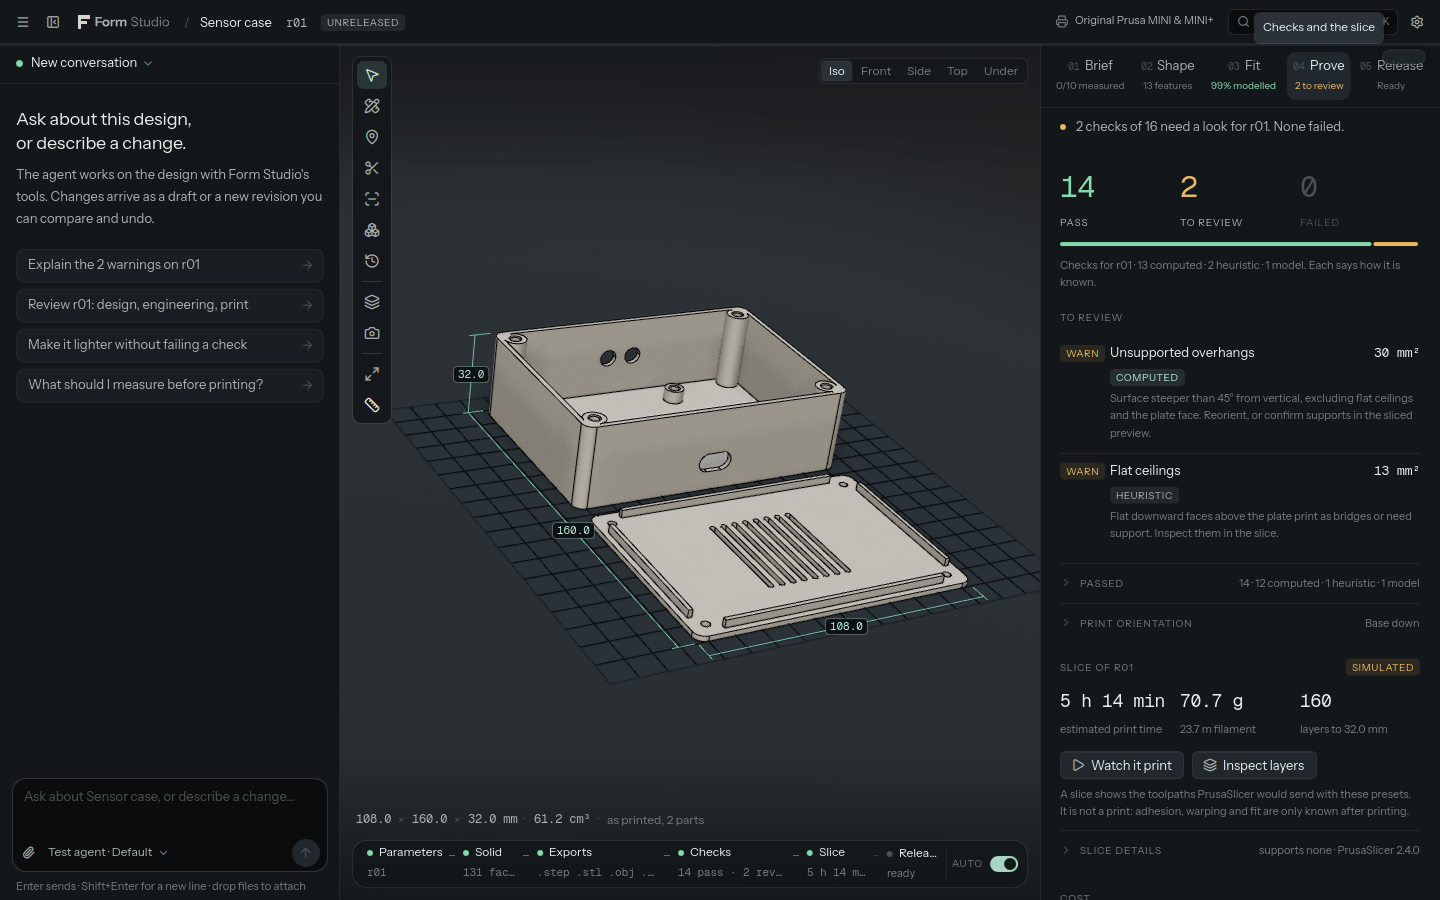 Form Studio / Sensor case r01 UNRELEASED
Original Prusa MINI & MINI+
K
Checks and the slice
New conversation
Ask about this design,
or describe a change.
The agent works on the design with Form Studio's
tools. Changes arrive as a draft or a new revision you
can compare and undo.
Explain the 2 warnings on r01
Review r01: design, engineering, print
Make it lighter without failing a check
What should I measure before printing?
Ask about Sensor case, or describe a change...
Test agent · Default
Enter sends · Shift+Enter for a new line · drop files to attach
Iso Front Side Top Under
32.0
160.0
108.0
108.0 × 160.0 × 32.0 mm · 61.2 cm³ · as printed, 2 parts
Parameters
r01
Solid
131 fac…
Exports
.step .stl .obj .…
Checks
14 pass · 2 rev…
Slice
5 h 14 m…
Relea…
ready
AUTO
01 Brief
0/10 measured
02 Shape
13 features
03 Fit
99% modelled
04 Prove
2 to review
05 Release
Ready
2 checks of 16 need a look for r01. None failed.
14 2 0
PASS TO REVIEW FAILED
Checks for r01 · 13 computed · 2 heuristic · 1 model. Each says how it is
known.
TO REVIEW
WARN Unsupported overhangs 30 mm²
COMPUTED
Surface steeper than 45° from vertical, excluding flat ceilings
and the plate face. Reorient, or confirm supports in the sliced
preview.
WARN Flat ceilings 13 mm²
HEURISTIC
Flat downward faces above the plate print as bridges or need
support. Inspect them in the slice.
PASSED 14 · 12 computed · 1 heuristic · 1 model
PRINT ORIENTATION Base down
SLICE OF R01 SIMULATED
5 h 14 min 70.7 g 160
estimated print time 23.7 m filament layers to 32.0 mm
Watch it print Inspect layers
A slice shows the toolpaths PrusaSlicer would send with these presets.
It is not a print: adhesion, warping and fit are only known after printing.
SLICE DETAILS supports none · PrusaSlicer 2.4.0
COST